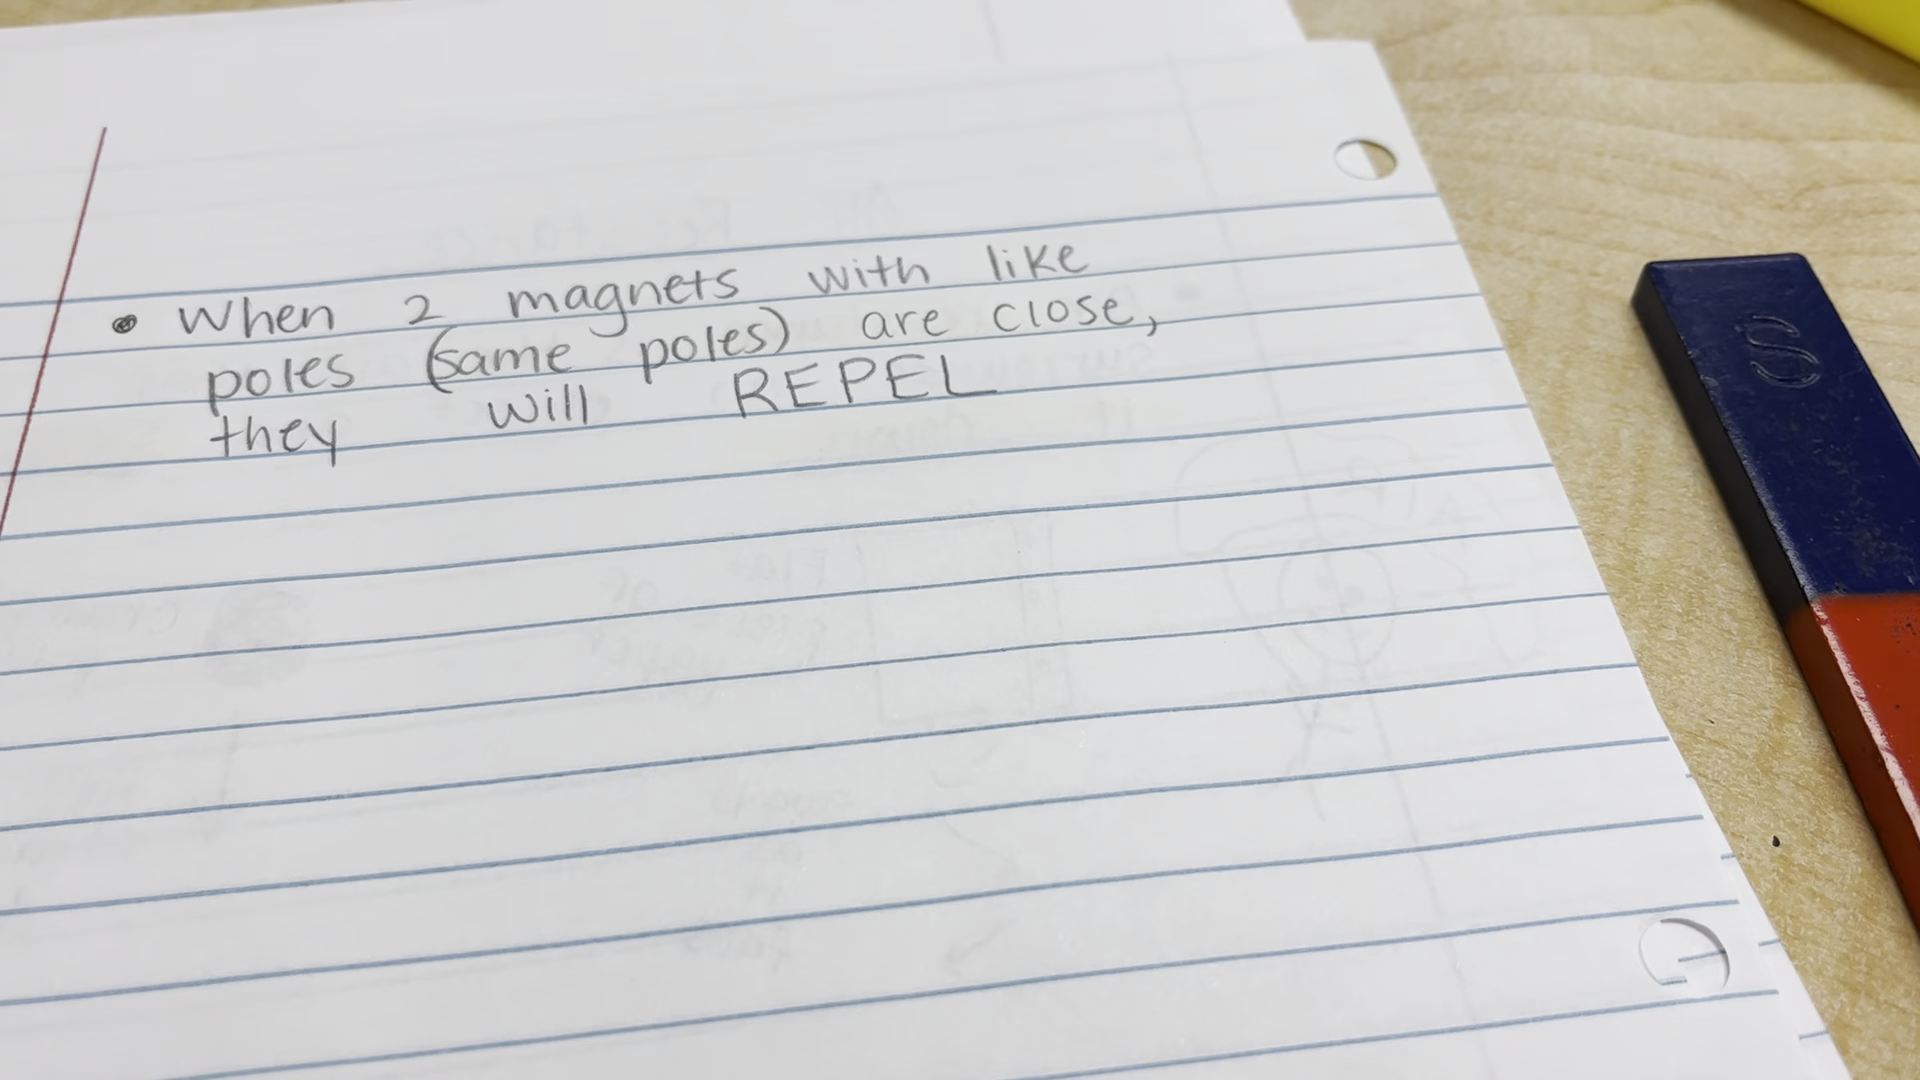 • When 2 magnets with like
poles (same poles) are close,
they will REPEL
S